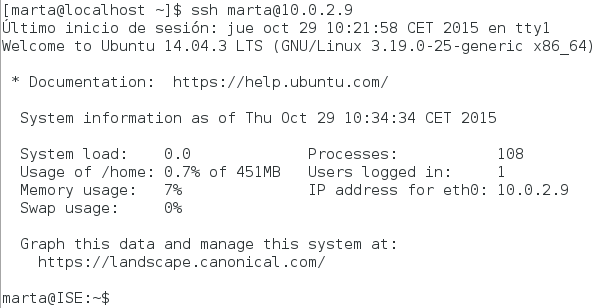 [marta@localhost ~]$ ssh marta@10.0.2.9
Último inicio de sesión: jue oct 29 10:21:58 CET 2015 en tty1
Welcome to Ubuntu 14.04.3 LTS (GNU/Linux 3.19.0-25-generic x86_64)
* Documentation:  https://help.ubuntu.com/
System information as of Thu Oct 29 10:34:34 CET 2015
System load:    0.0                Processes:           108
Usage of /home: 0.7% of 451MB   Users logged in:     1
Memory usage:   7%              IP address for eth0: 10.0.2.9
Swap usage:     0%
Graph this data and manage this system at:
https://landscape.canonical.com/
marta@ISE:~$